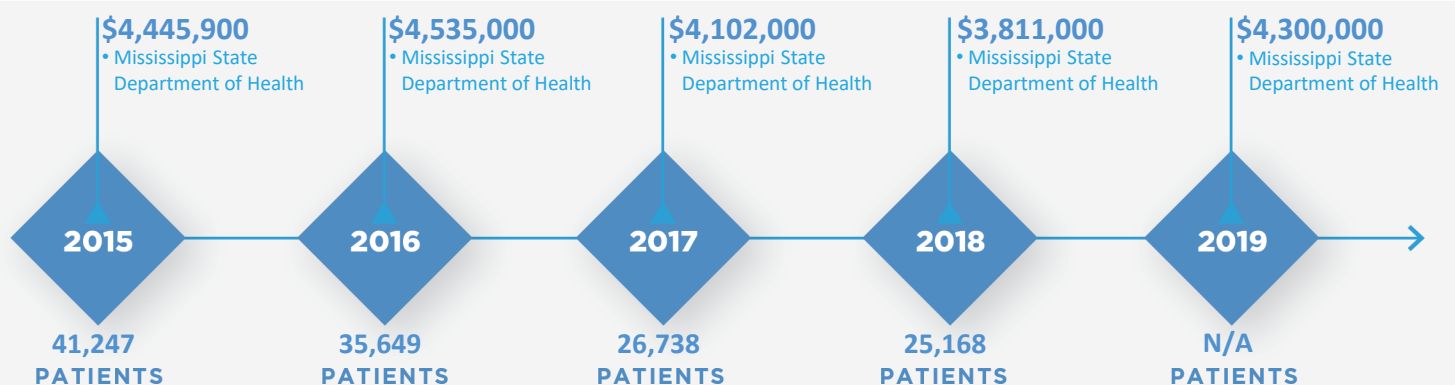 $4,445,900
• Mississippi State
Department of Health
$4,535,000
• Mississippi State
Department of Health
$4,102,000
• Mississippi State
Department of Health
$3,811,000
• Mississippi State
Department of Health
$4,300,000
• Mississippi State
Department of Health
2015
2016
2017
2018
2019
41,247
PATIENTS
35,649
PATIENTS
26,738
PATIENTS
25,168
PATIENTS
N/A
PATIENTS